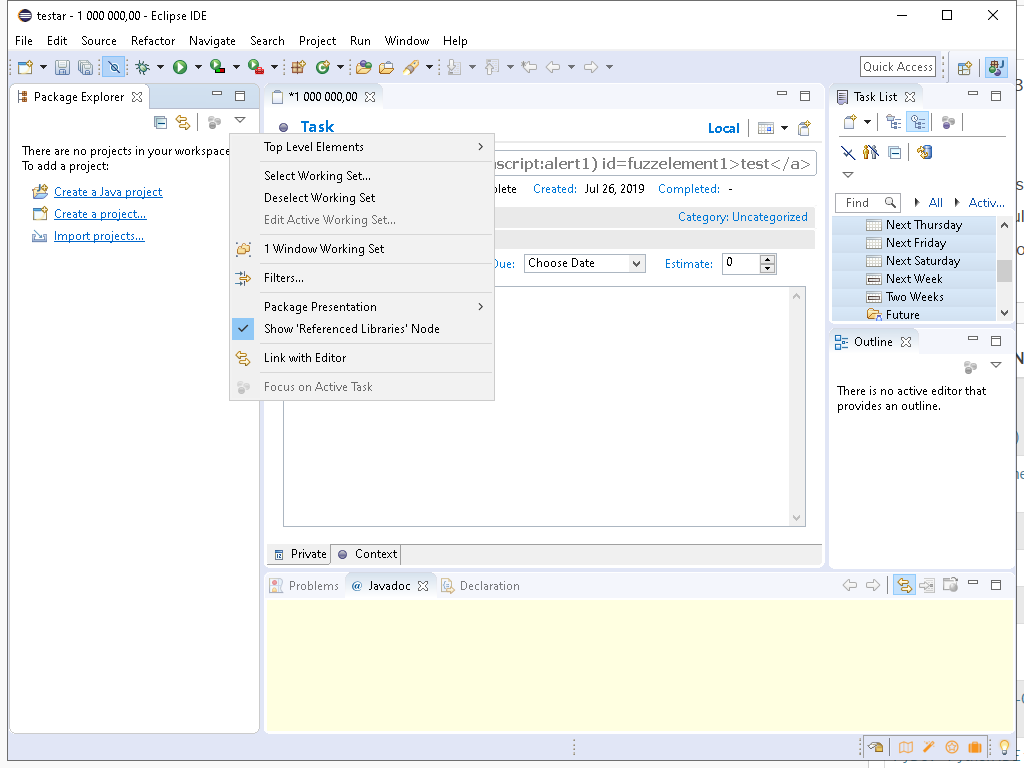 testar - 1 000 000,00 - Eclipse IDE
File Edit Source Refactor Navigate Search Project Run Window Help
Quick Access
Package Explorer
There are no projects in your workspace
To add a project:
Create a Java project
Create a project...
Import projects...
Top Level Elements
Select Working Set...
Deselect Working Set
Edit Active Working Set...
1 Window Working Set
Filters...
Package Presentation
Show 'Referenced Libraries' Node
Link with Editor
Focus on Active Task
*1 000 000,00
Task
Local
script:alert1) id=fuzzelement1>test</a>
Created: Jul 26, 2019 Completed: -
Category: Uncategorized
Due: Choose Date Estimate: 0
Private Context
Problems @ Javadoc Declaration
Task List
Find All Activ...
Next Thursday
Next Friday
Next Saturday
Next Week
Two Weeks
Future
Outline
There is no active editor that
provides an outline.